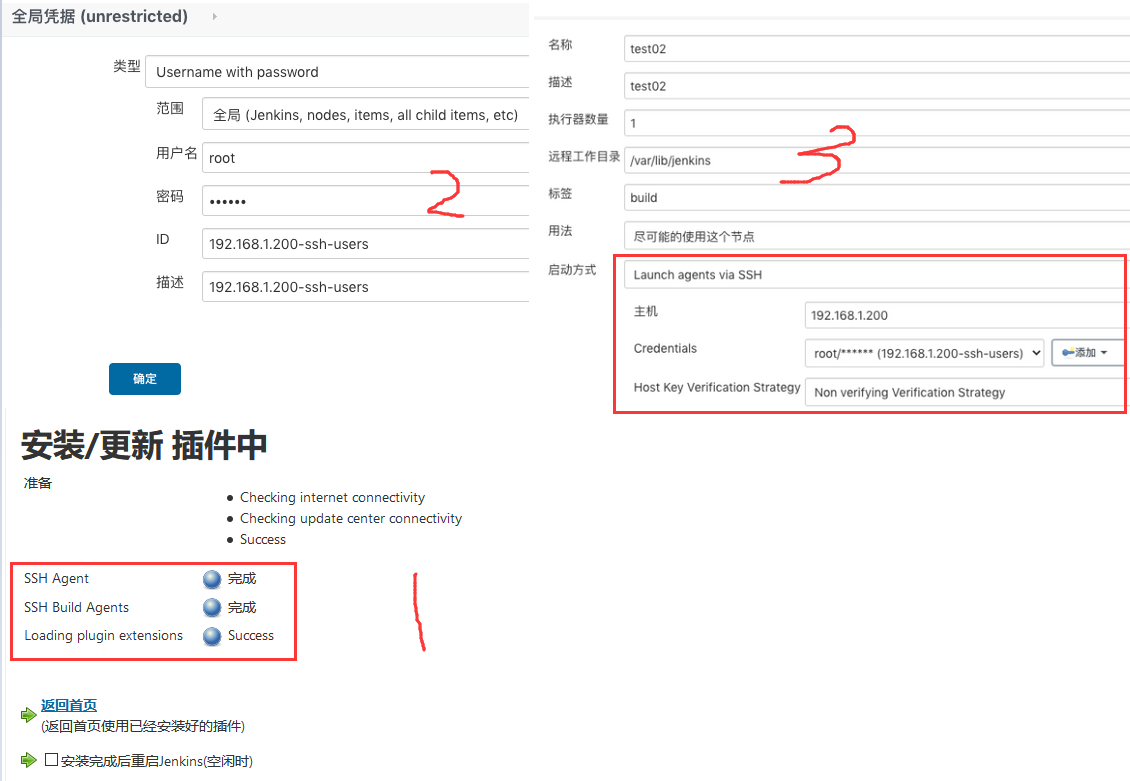 全局凭据 (unrestricted)
类型 Username with password
范围 全局 (Jenkins, nodes, items, all child items, etc)
用户名 root
密码 ••••••
ID 192.168.1.200-ssh-users
描述 192.168.1.200-ssh-users
确定
2
名称 test02
描述 test02
执行器数量 1
远程工作目录 /var/lib/jenkins
标签 build
用法 尽可能的使用这个节点
启动方式 Launch agents via SSH
主机 192.168.1.200
Credentials root/****** (192.168.1.200-ssh-users) 添加
Host Key Verification Strategy Non verifying Verification Strategy
3
安装/更新 插件中
准备
Checking internet connectivity
Checking update center connectivity
Success
SSH Agent 完成
SSH Build Agents 完成
Loading plugin extensions Success
1
返回首页
(返回首页使用已经安装好的插件)
安装完成后重启Jenkins(空闲时)